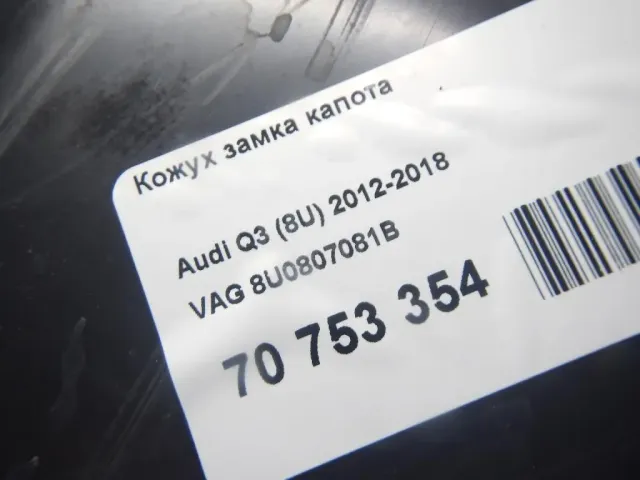 Кожух замка капота
Audi Q3 (8U) 2012-2018
VAG 8U0807081B
70 753 354